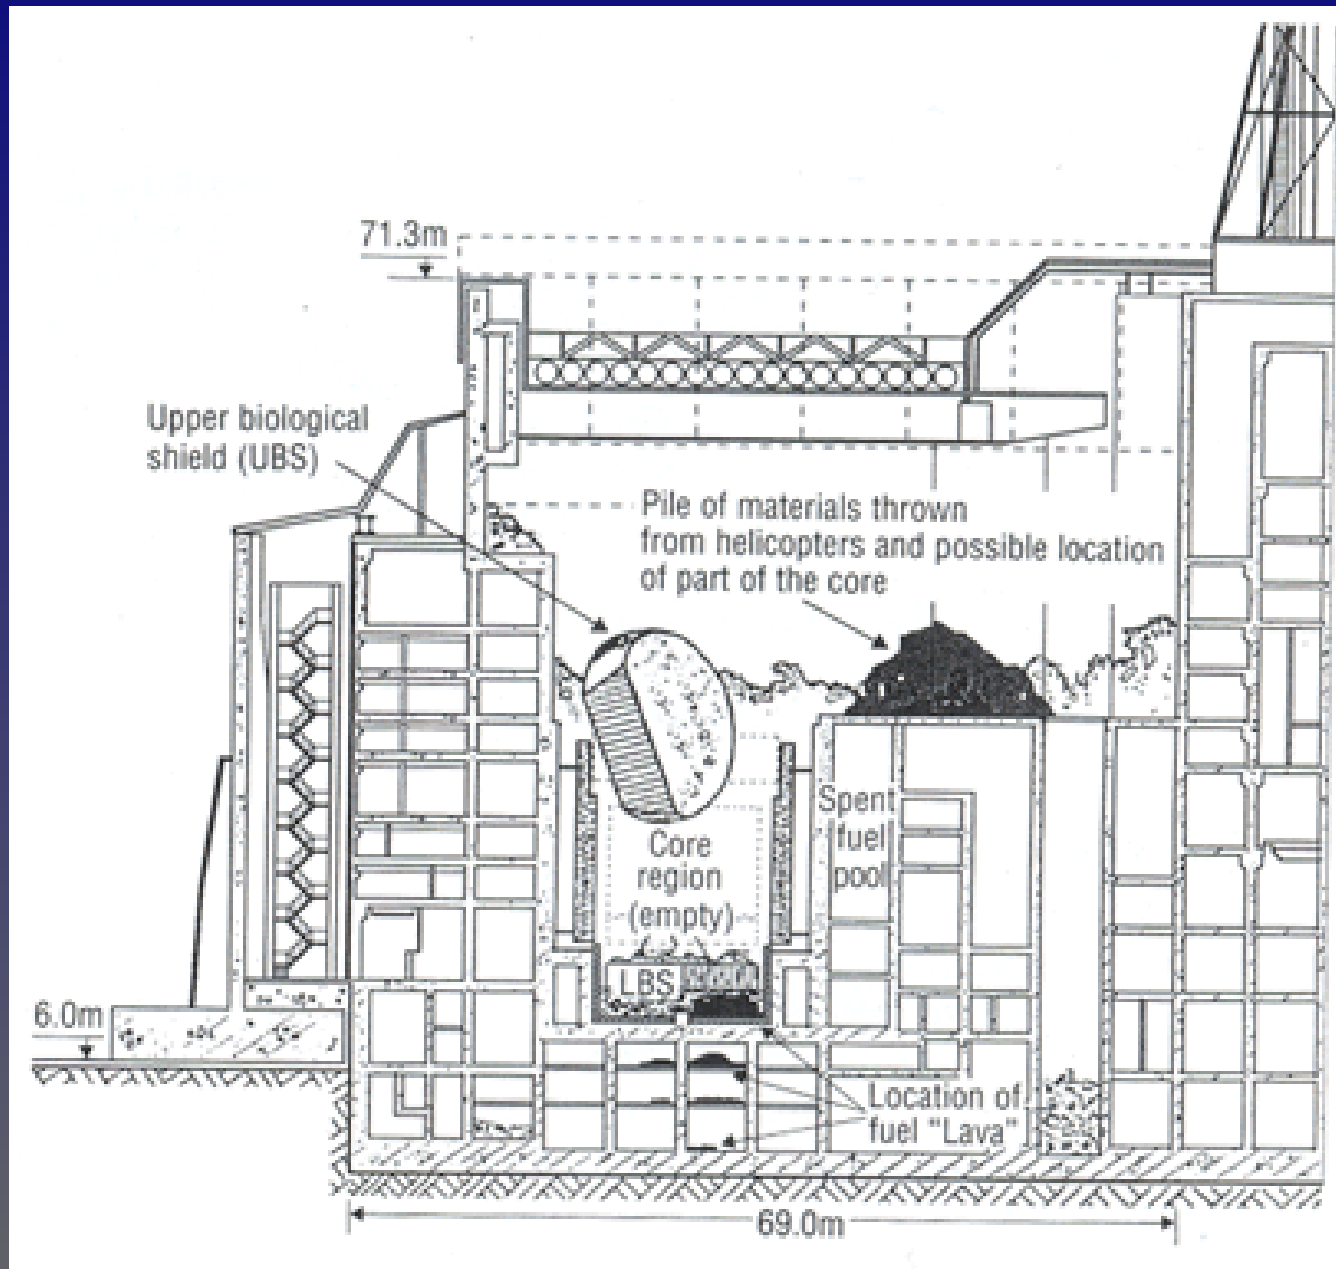 71.3m
Upper biological
shield (UBS)
Pile of materials thrown
from helicopters and possible location
of part of the core
Spent
fuel
pool
Core
region
(empty)
LBS
6.0m
Location of
fuel "Lava"
69.0m